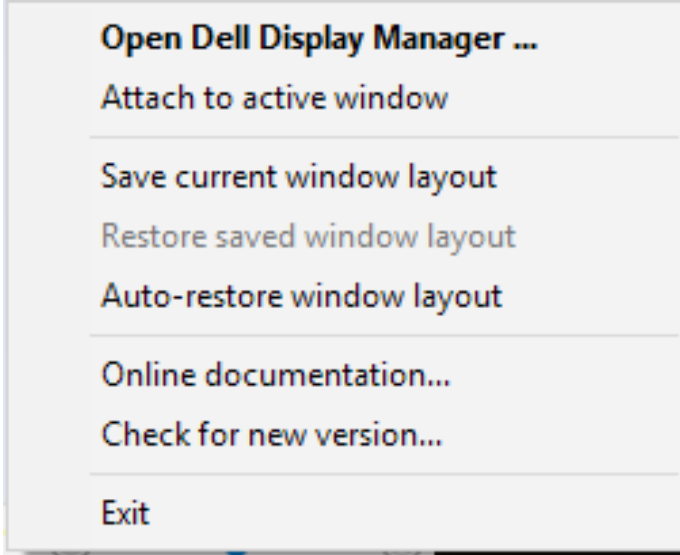 Open Dell Display Manager ...
Attach to active window
Save current window layout
Restore saved window layout
Auto-restore window layout
Online documentation...
Check for new version...
Exit